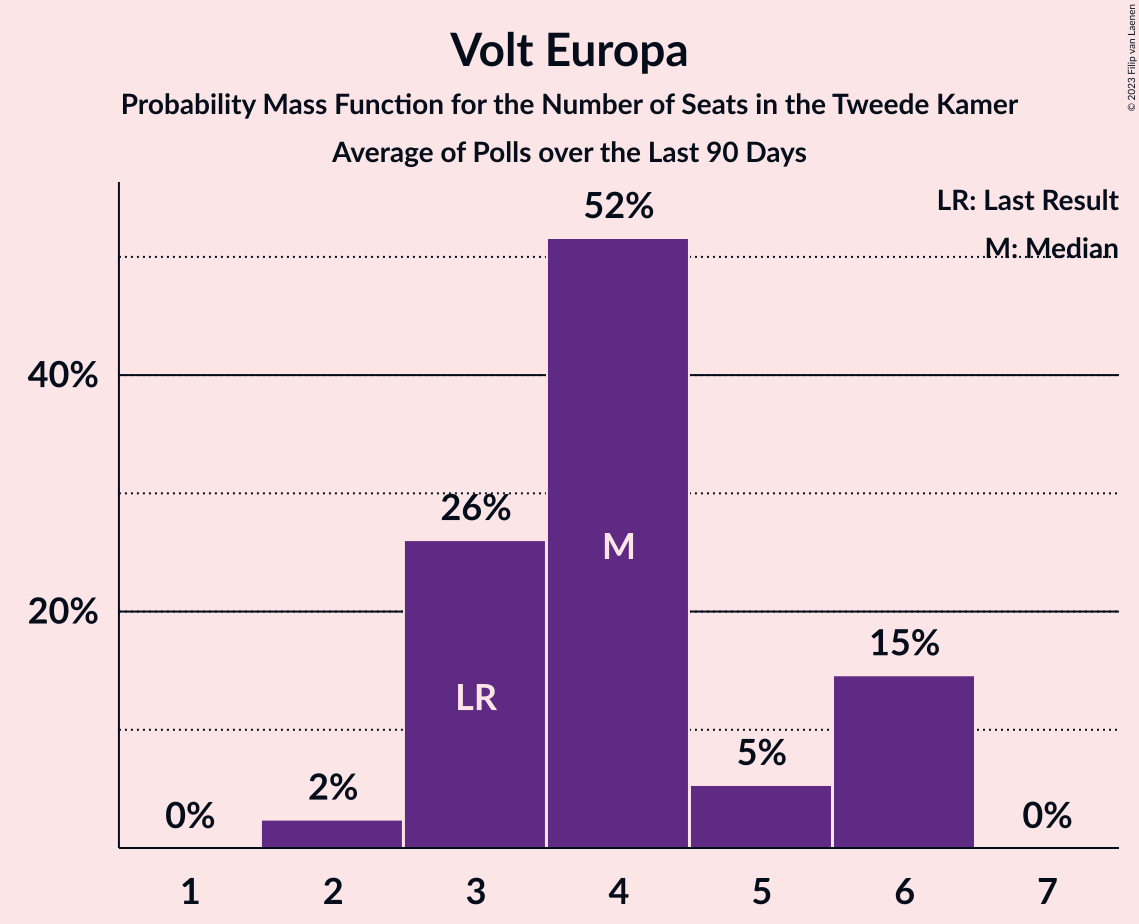 Volt Europa
Probability Mass Function for the Number of Seats in the Tweede Kamer
Average of Polls over the Last 90 Days
© 2023 Filip van Laenen
LR: Last Result
M: Median
52%
40%
26%
M
20%
15%
LR
5%
2%
0%
0%
1 2 3 4 5 6 7